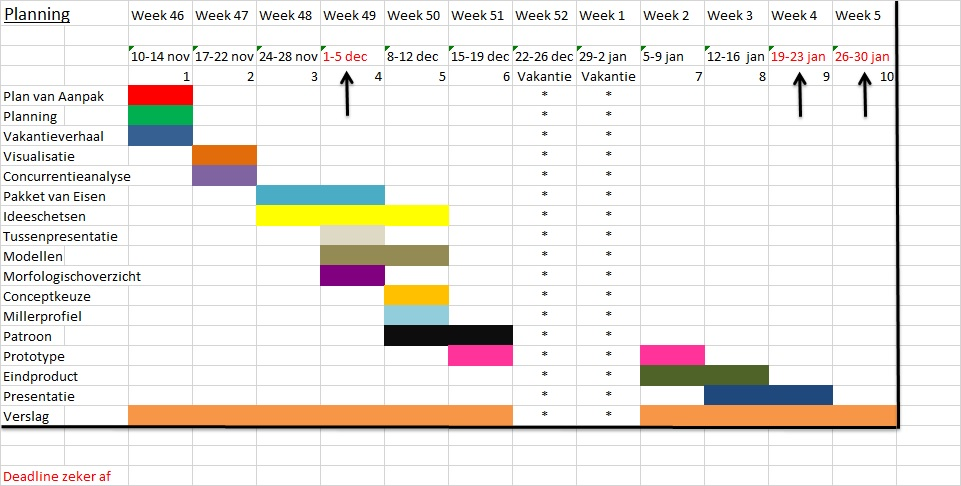 Planning Week 46 Week 47 Week 48 Week 49 Week 50 Week 51 Week 52 Week 1 Week 2 Week 3 Week 4 Week 5
10-14 nov 17-22 nov 24-28 nov 1-5 dec 8-12 dec 15-19 dec 22-26 dec 29-2 jan 5-9 jan 12-16 jan 19-23 jan 26-30 jan
1 2 3 4 5 6 Vakantie Vakantie 7 8 9 10
Plan van Aanpak * *
Planning * *
Vakantieverhaal * *
Visualisatie * *
Concurrentieanalyse * *
Pakket van Eisen * *
Ideeschetsen * *
Tussenpresentatie * *
Modellen * *
Morfologischoverzicht * *
Conceptkeuze * *
Millerprofiel * *
Patroon * *
Prototype * *
Eindproduct * *
Presentatie * *
Verslag * *
Deadline zeker af